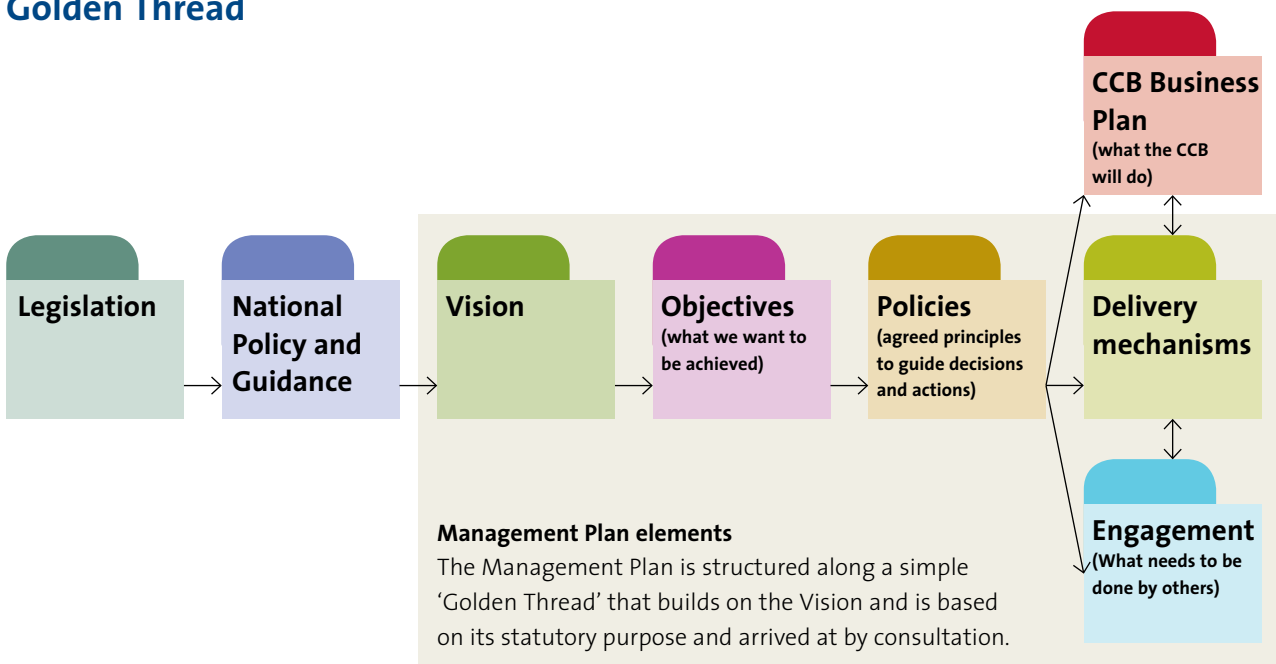 Golden Thread
CCB Business
Plan
(what the CCB
will do)
Legislation
National
Policy and
Guidance
Vision
Objectives
(what we want to
be achieved)
Policies
(agreed principles
to guide decisions
and actions)
Delivery
mechanisms
Engagement
(What needs to be
done by others)
Management Plan elements
The Management Plan is structured along a simple
‘Golden Thread’ that builds on the Vision and is based
on its statutory purpose and arrived at by consultation.